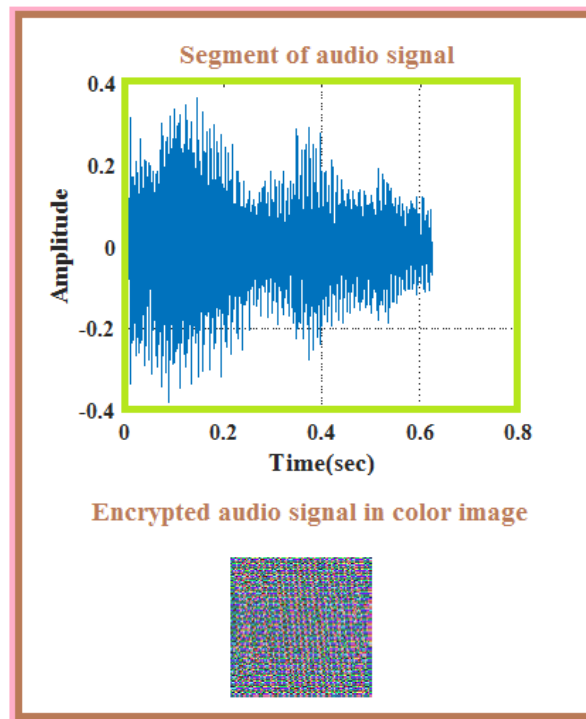 Segment of audio signal
0.4
0.2
0
-0.2
-0.4
Amplitude
0 0.2 0.4 0.6 0.8
Time(sec)
Encrypted audio signal in color image